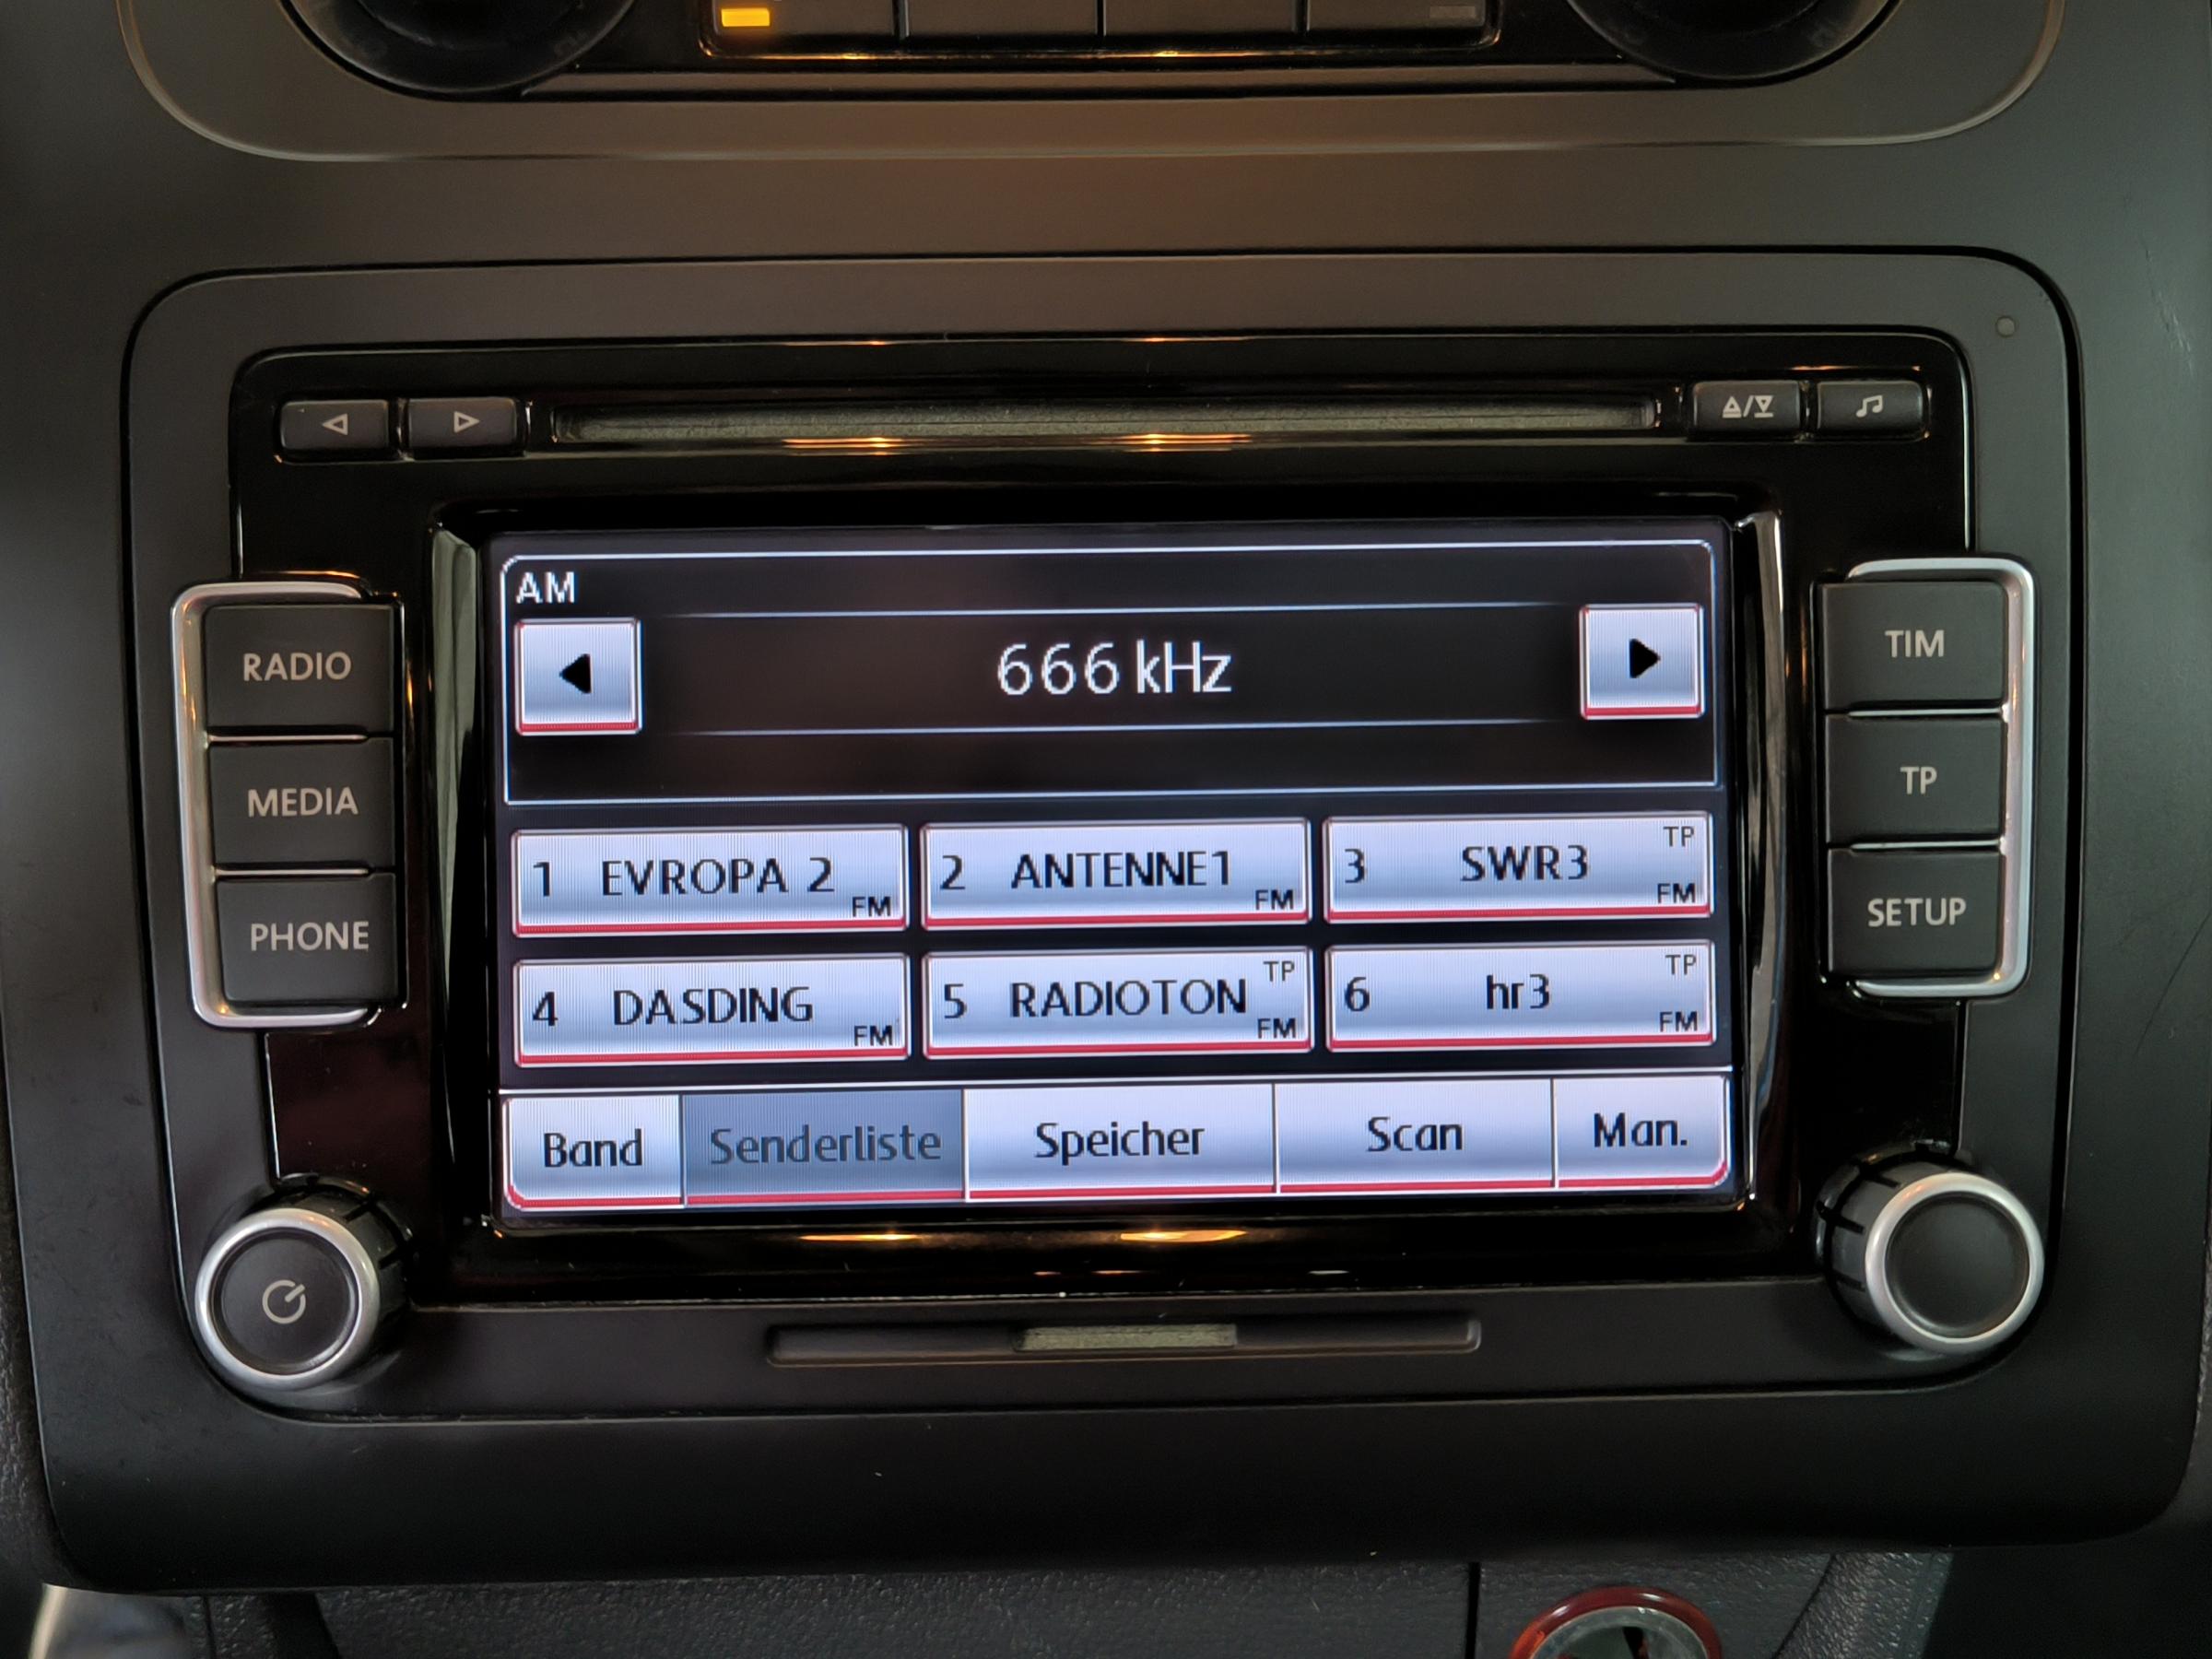 AM
666 kHz
1 EVROPA 2 FM
2 ANTENNE1 FM
3 SWR3 TP FM
4 DASDING FM
5 RADIOTON TP FM
6 hr3 TP FM
Band Senderliste Speicher Scan Man.
RADIO
MEDIA
PHONE
TIM
TP
SETUP